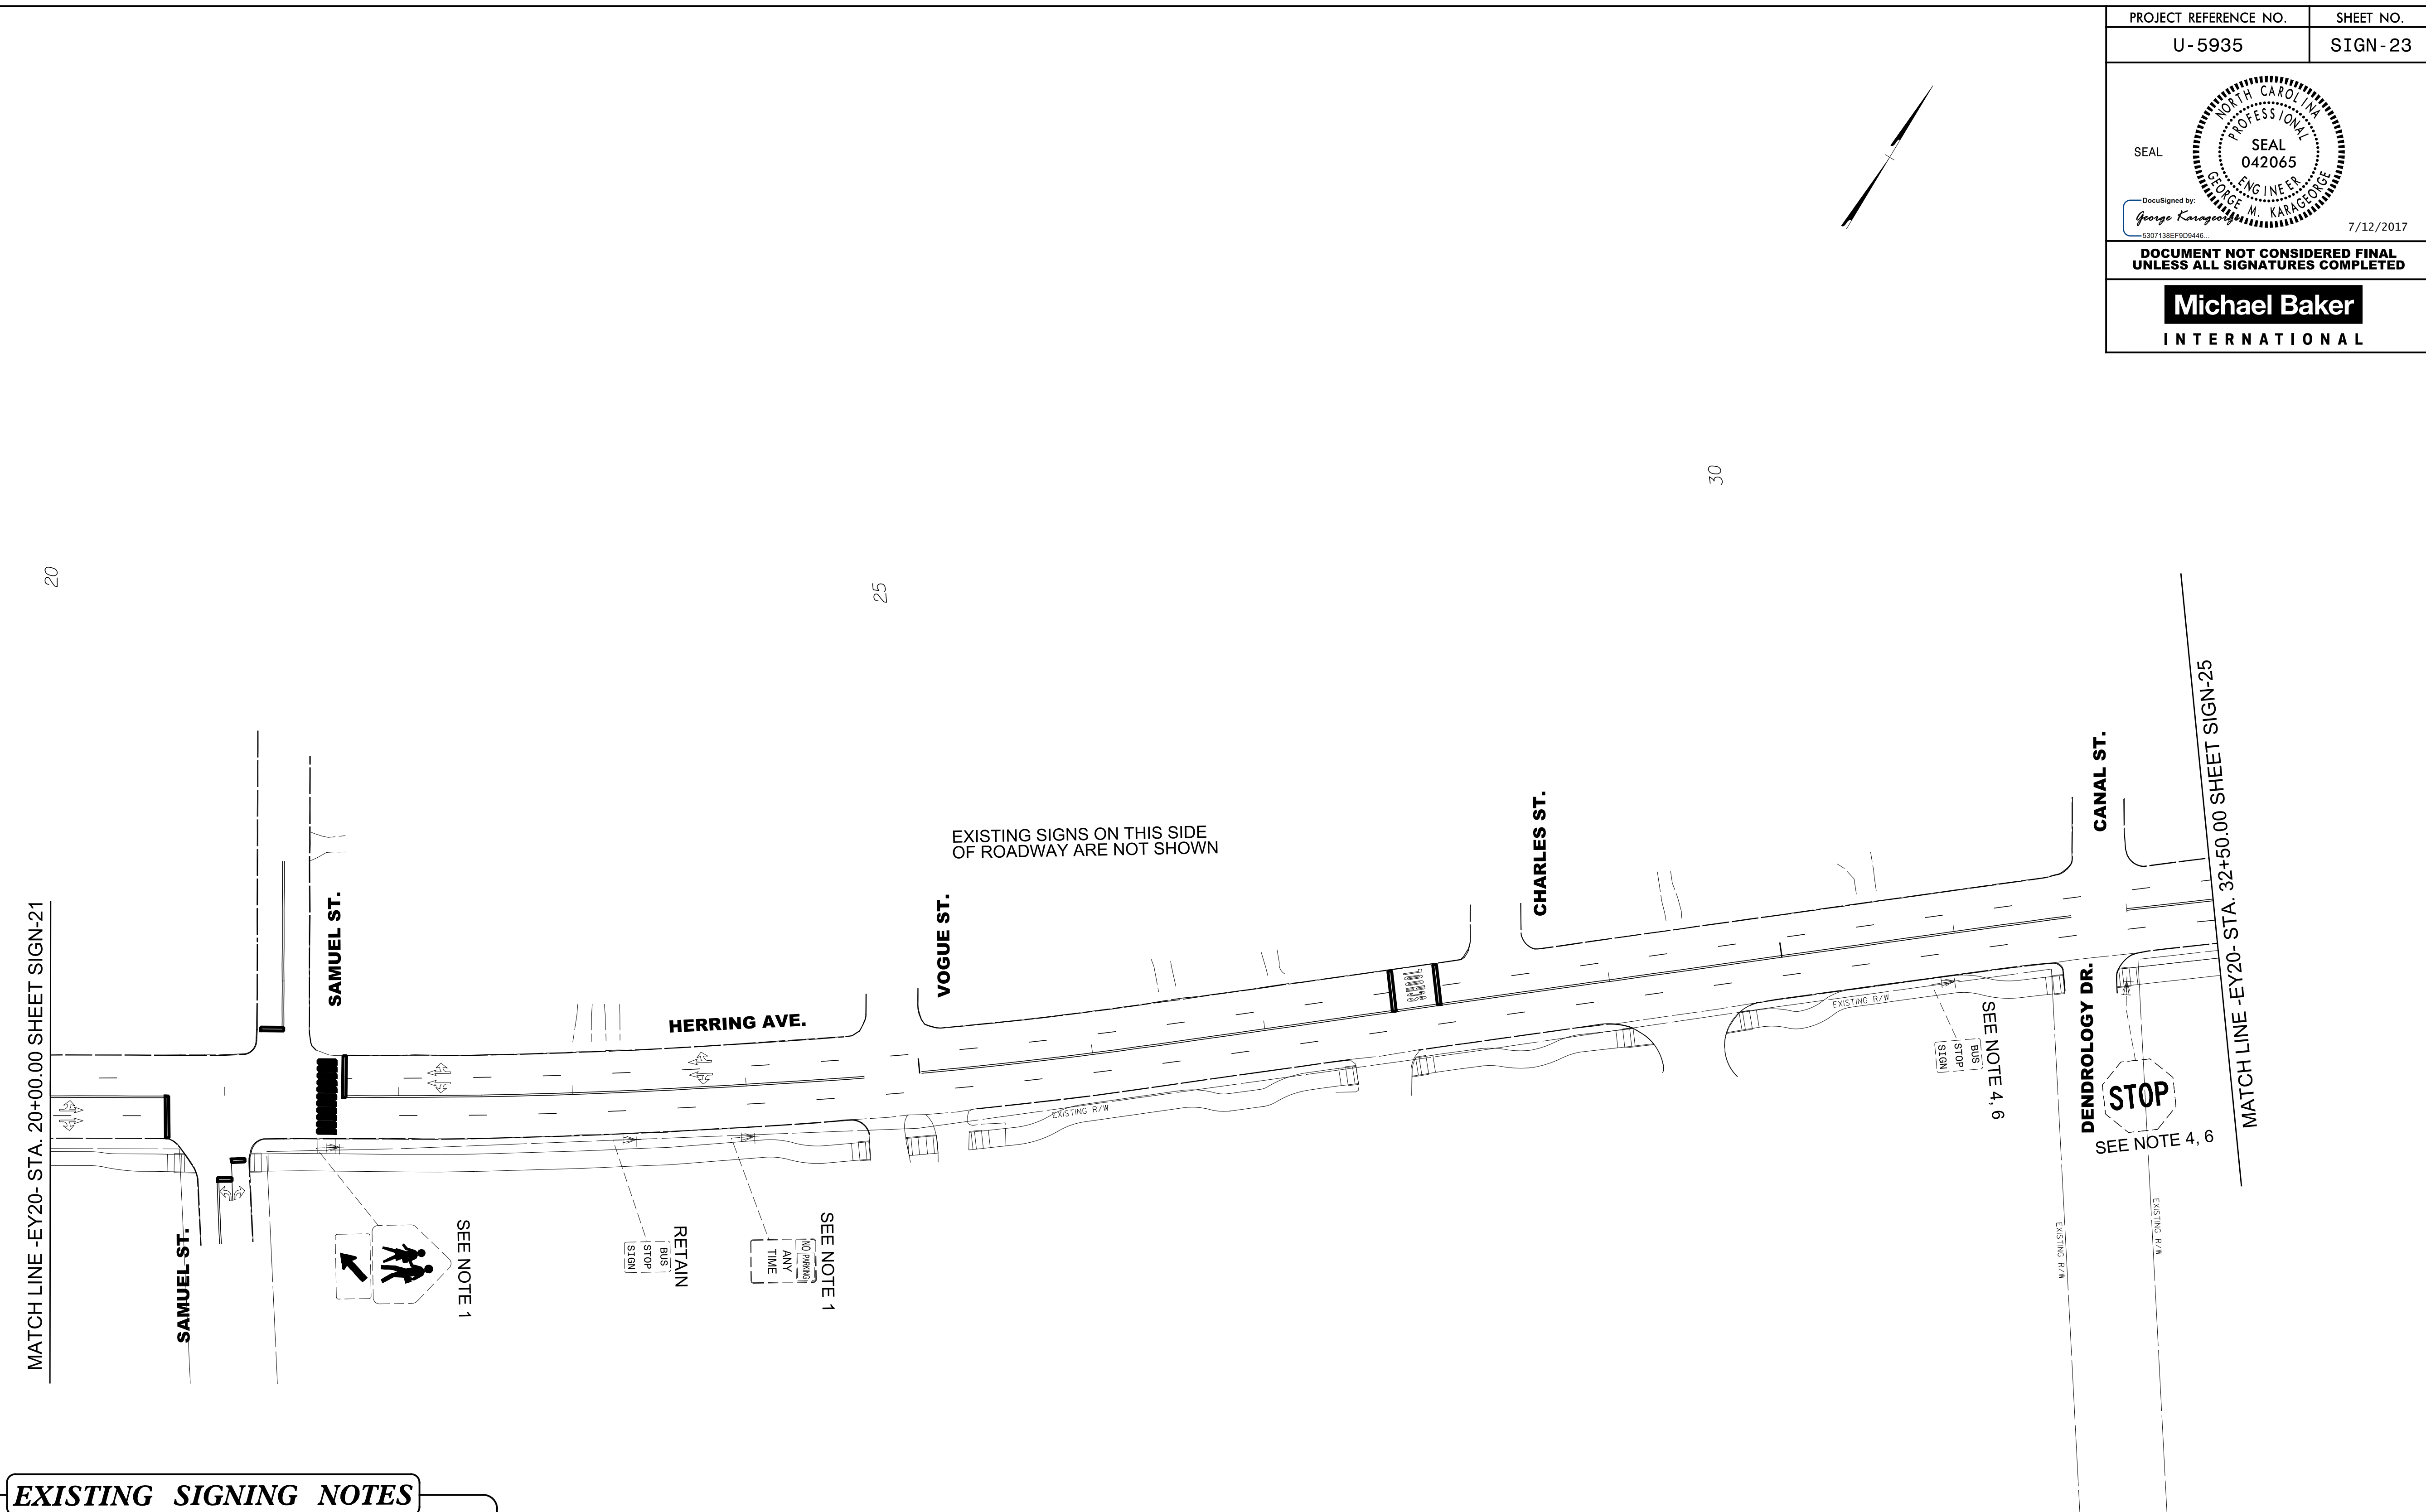 PROJECT REFERENCE NO.
SHEET NO.
U-5935
SIGN-23
SEAL
NORTH CAROLINA
PROFESSIONAL
SEAL
042065
ENGINEER
GEORGE M. KARAGEORGE
DocuSigned by:
George Karageorge
5307138EF9D9446...
7/12/2017
DOCUMENT NOT CONSIDERED FINAL
UNLESS ALL SIGNATURES COMPLETED
Michael Baker
INTERNATIONAL
20
25
30
MATCH LINE -EY20- STA. 20+00.00 SHEET SIGN-21
SAMUEL ST.
SAMUEL ST.
HERRING AVE.
VOGUE ST.
EXISTING SIGNS ON THIS SIDE
OF ROADWAY ARE NOT SHOWN
CHARLES ST.
SCHOOL
CANAL ST.
DENDROLOGY DR.
MATCH LINE -EY20- STA. 32+50.00 SHEET SIGN-25
EXISTING R/W
EXISTING R/W
EXISTING R/W
EXISTING R/W
SEE NOTE 1
RETAIN
BUS
STOP
SIGN
SEE NOTE 1
NO PARKING
ANY
TIME
SEE NOTE 4, 6
BUS
STOP
SIGN
STOP
SEE NOTE 4, 6
EXISTING SIGNING NOTES